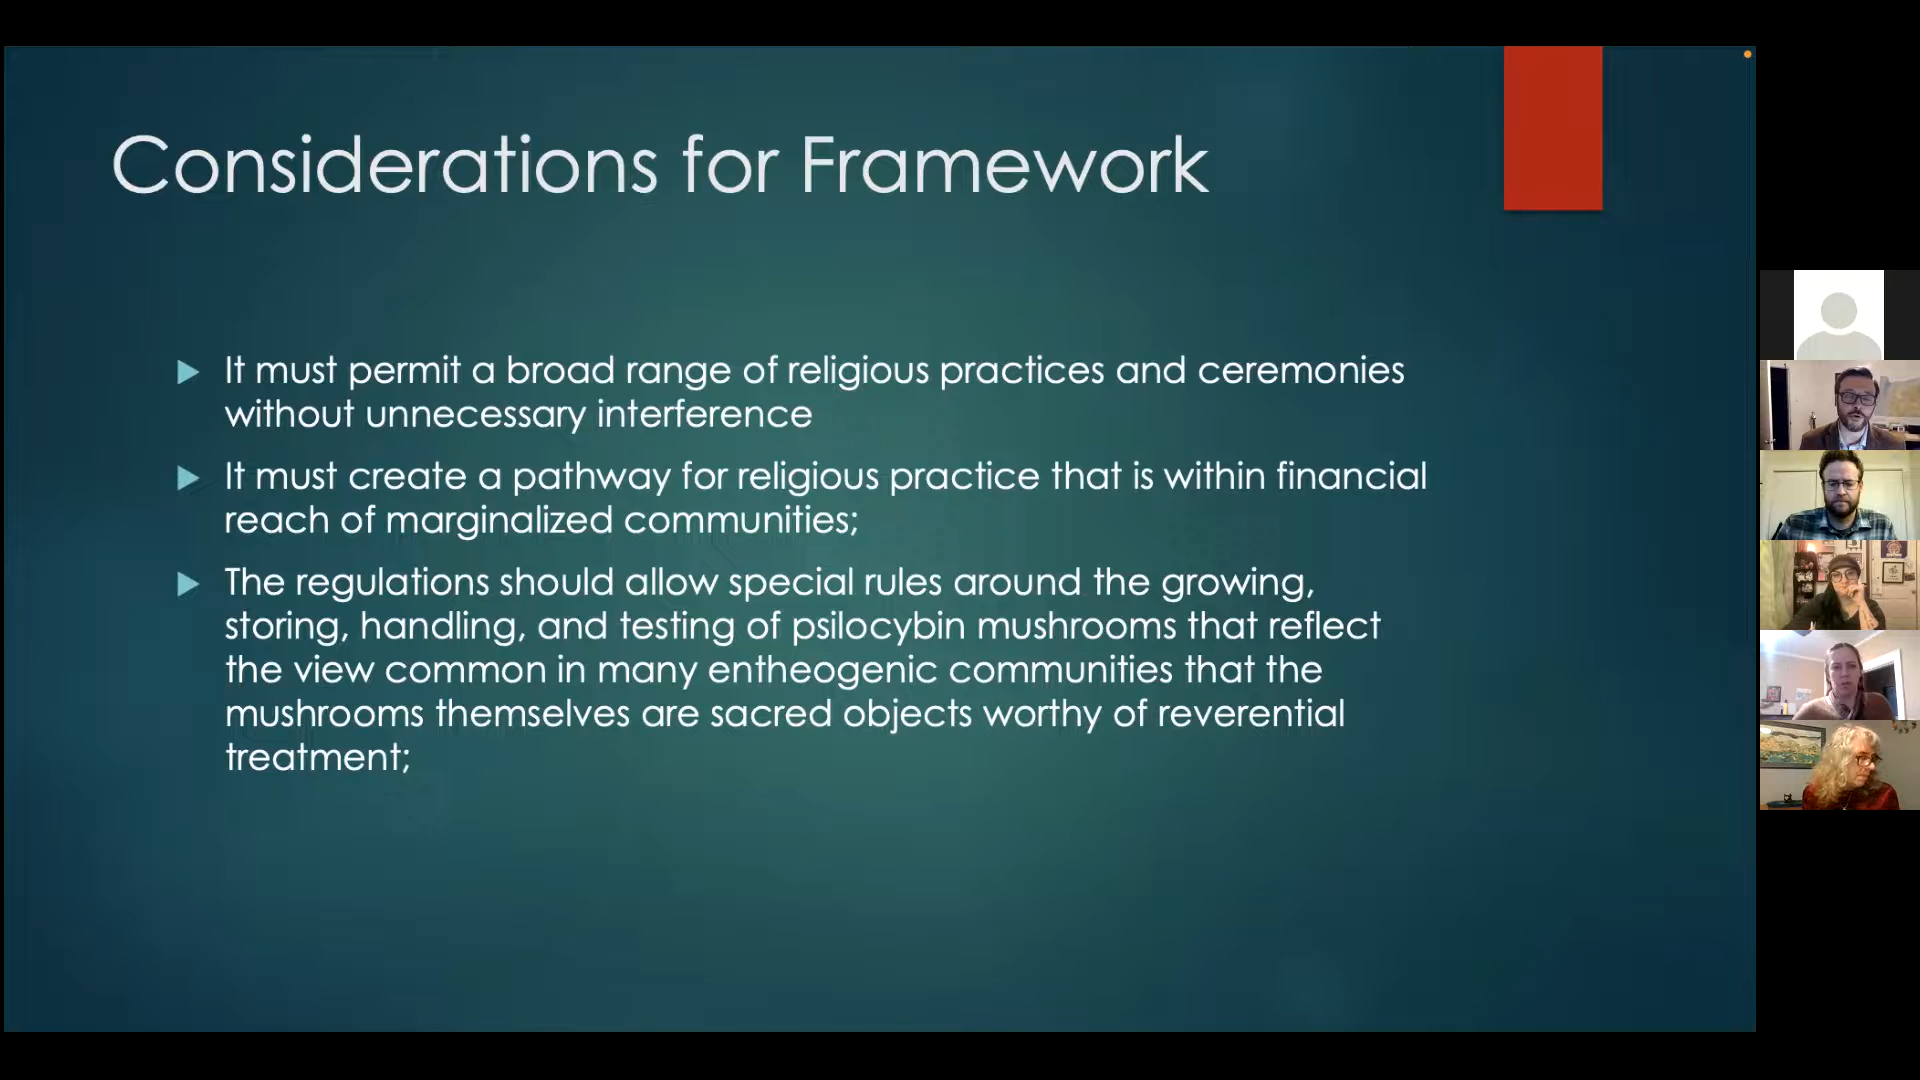 Considerations for Framework
It must permit a broad range of religious practices and ceremonies
without unnecessary interference
It must create a pathway for religious practice that is within financial
reach of marginalized communities;
The regulations should allow special rules around the growing,
storing, handling, and testing of psilocybin mushrooms that reflect
the view common in many entheogenic communities that the
mushrooms themselves are sacred objects worthy of reverential
treatment;